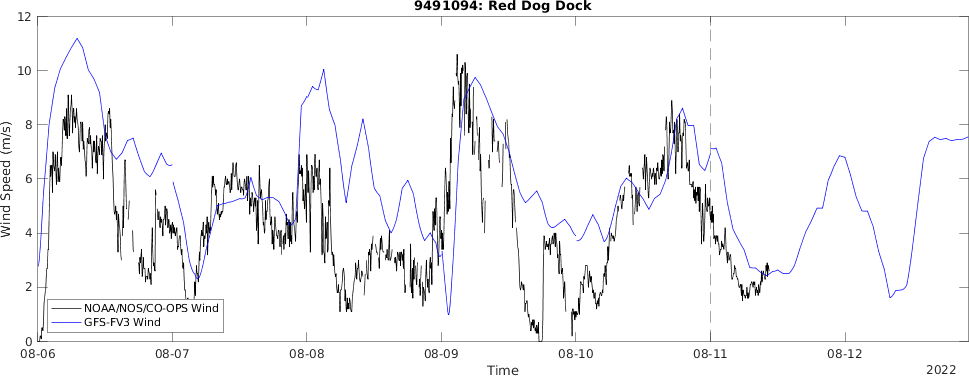 9491094: Red Dog Dock
12
10
8
6
4
2
0
Wind Speed (m/s)
NOAA/NOS/CO-OPS Wind
GFS-FV3 Wind
08-06 08-07 08-08 08-09 08-10 08-11 08-12
Time
2022